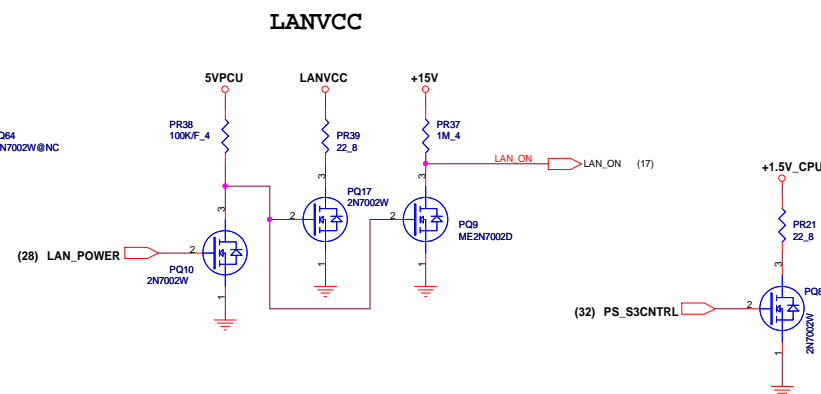 LANVCC
5VPCU
LANVCC
+15V
Q64
N7002W@NC
PR38
100K/F_4
PR39
22_8
PR37
1M_4
LAN_ON
LAN_ON (17)
+1.5V_CPU
3
3
3
PQ17
2N7002W
2
2
PQ9
ME2N7002D
PR21
22_8
(28) LAN_POWER
2
PQ10
2N7002W
1
1
1
3
PQ8
(32) PS_S3CNTRL
2
2N7002W
1